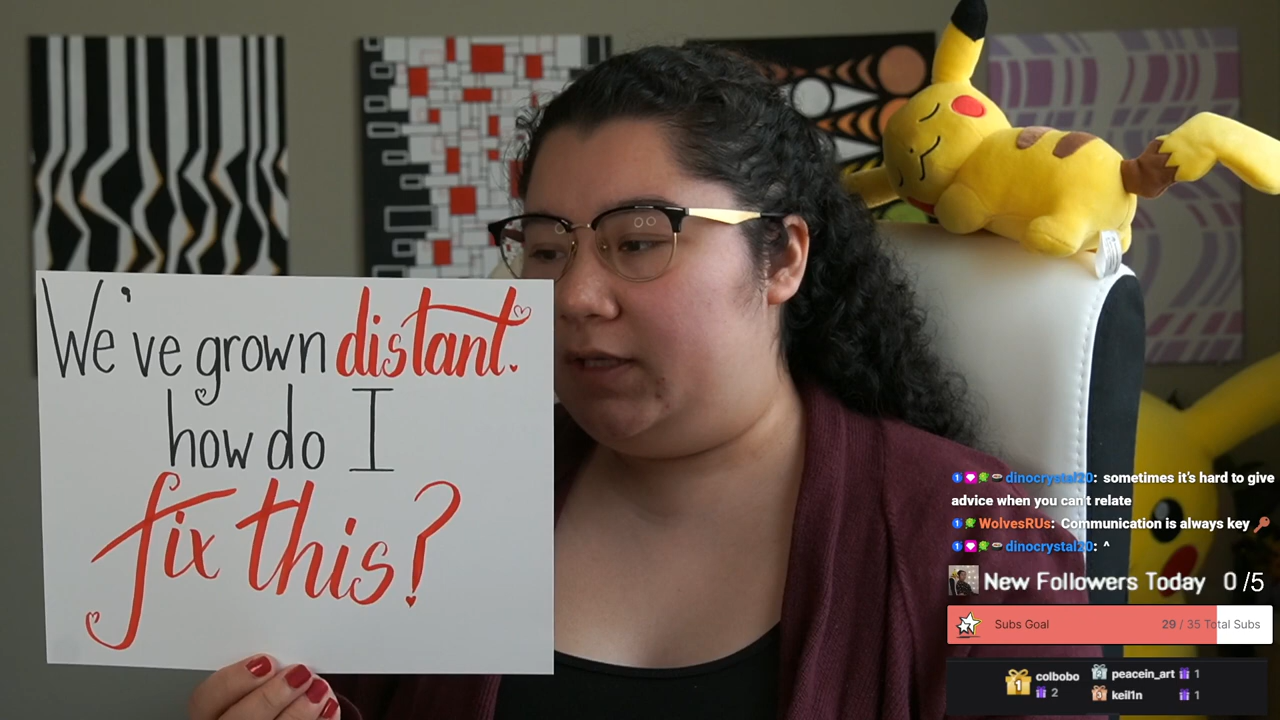 We've grown distant.
how do I
fix this?
dinocrystal20: sometimes it's hard to give
advice when you can't relate
WolvesRUs: Communication is always key
dinocrystal20: ^
New Followers Today 0 /5
Subs Goal 29 / 35 Total Subs
1 colbobo 2
2 peacein_art 1
3 keil1n 1